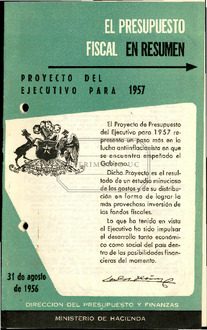 EL PRESUPUESTO
FISCAL EN RESUMEN
PROYECTO DEL
EJECUTIVO PARA 1957
El Proyecto de Presupuesto
del Ejecutivo para 1957 re-
presenta un paso más en la
lucha antiinflacionista en que
se encuentra empeñado el
Gobierno.
Dicho Proyecto es el resul-
tado de un estudio minucioso
de los gastos y de su distribu-
ción en forma de lograr la
más provechosa inversión de
los fondos fiscales.
Lo que ha tenido en vista
el Ejecutivo ha sido impulsar
el desarrollo tanto económi-
co como social del país den-
tro de las posibilidades finan-
cieras del momento.
31 de agosto
de 1956
DIRECCION DEL PRESUPUESTO Y FINANZAS
MINISTERIO DE HACIENDA